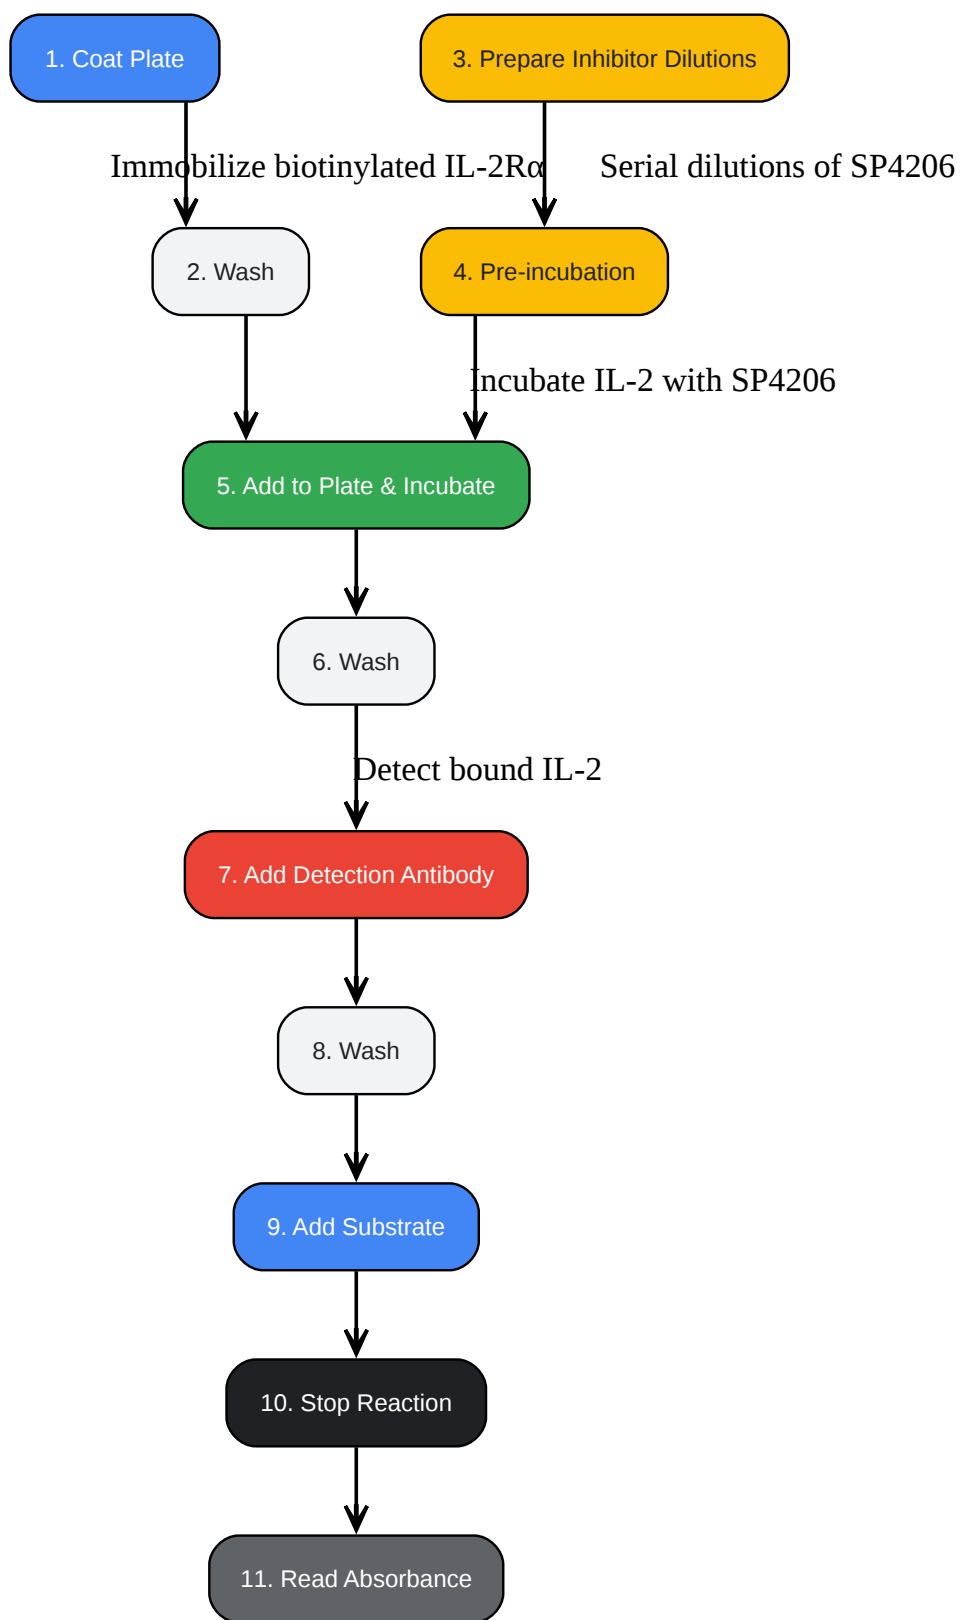 1. Coat Plate
3. Prepare Inhibitor Dilutions
Immobilize biotinylated IL-2Rα
Serial dilutions of SP4206
2. Wash
4. Pre-incubation
Incubate IL-2 with SP4206
5. Add to Plate & Incubate
6. Wash
Detect bound IL-2
7. Add Detection Antibody
8. Wash
9. Add Substrate
10. Stop Reaction
11. Read Absorbance